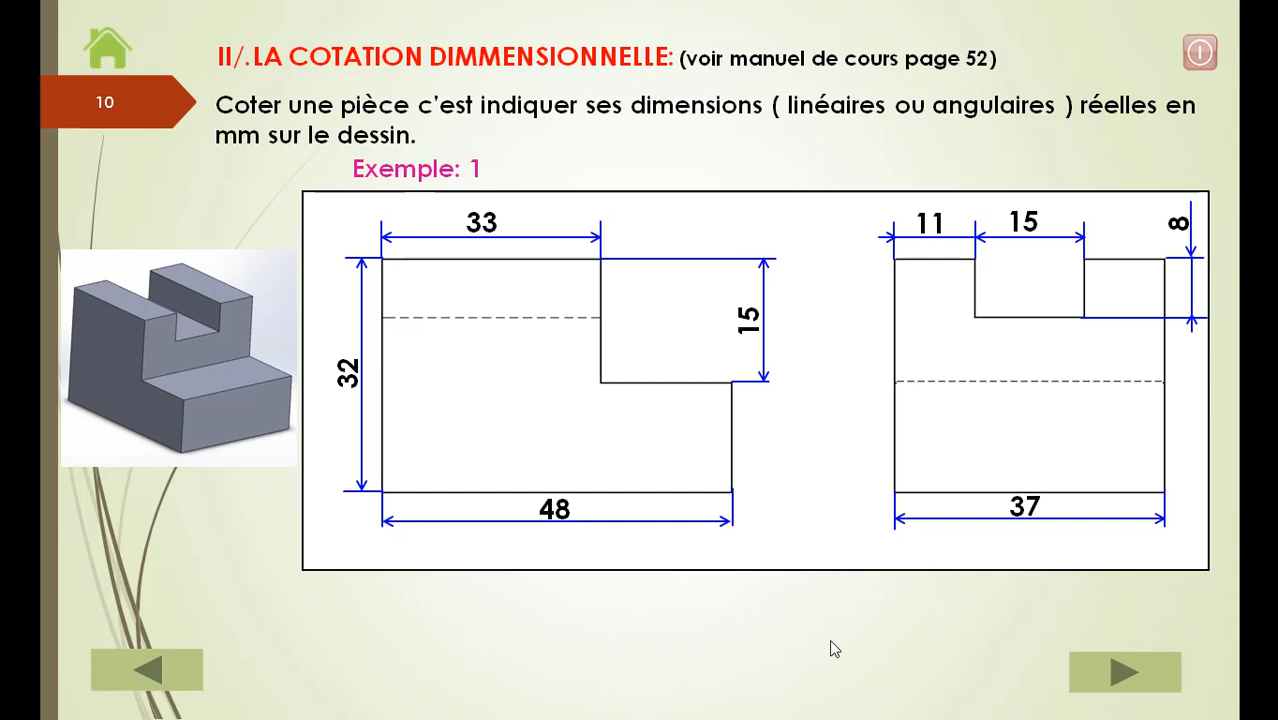 II/.LA COTATION DIMMENSIONNELLE: (voir manuel de cours page 52)
10
Coter une pièce c’est indiquer ses dimensions ( linéaires ou angulaires ) réelles en
mm sur le dessin.
Exemple: 1
33
11
15
8
15
32
48
37